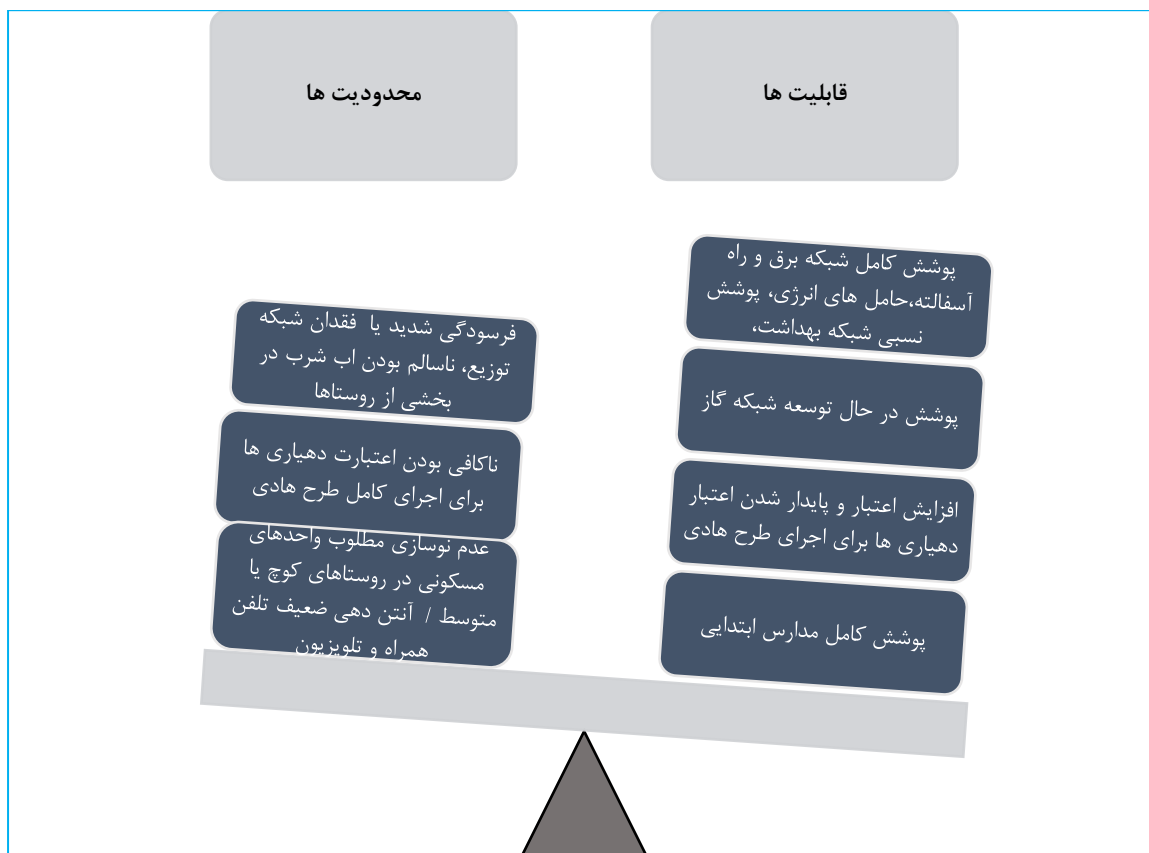 قابلیت ها
محدودیت ها
پوشش کامل شبکه برق و راه
آسفالته،حامل های انرژی، پوشش
نسبی شبکه بهداشت،
پوشش در حال توسعه شبکه گاز
افزایش اعتبار و پایدار شدن اعتبار
دهیاری ها برای اجرای طرح هادی
پوشش کامل مدارس ابتدایی
فرسودگی شدید یا فقدان شبکه
توزیع، ناسالم بودن اب شرب در
بخشی از روستاها
ناکافی بودن اعتبارت دهیاری ها
برای اجرای کامل طرح هادی
عدم نوسازی مطلوب واحدهای
مسکونی در روستاهای کوچ یا
متوسط / آنتن دهی ضعیف تلفن
همراه و تلویزیون